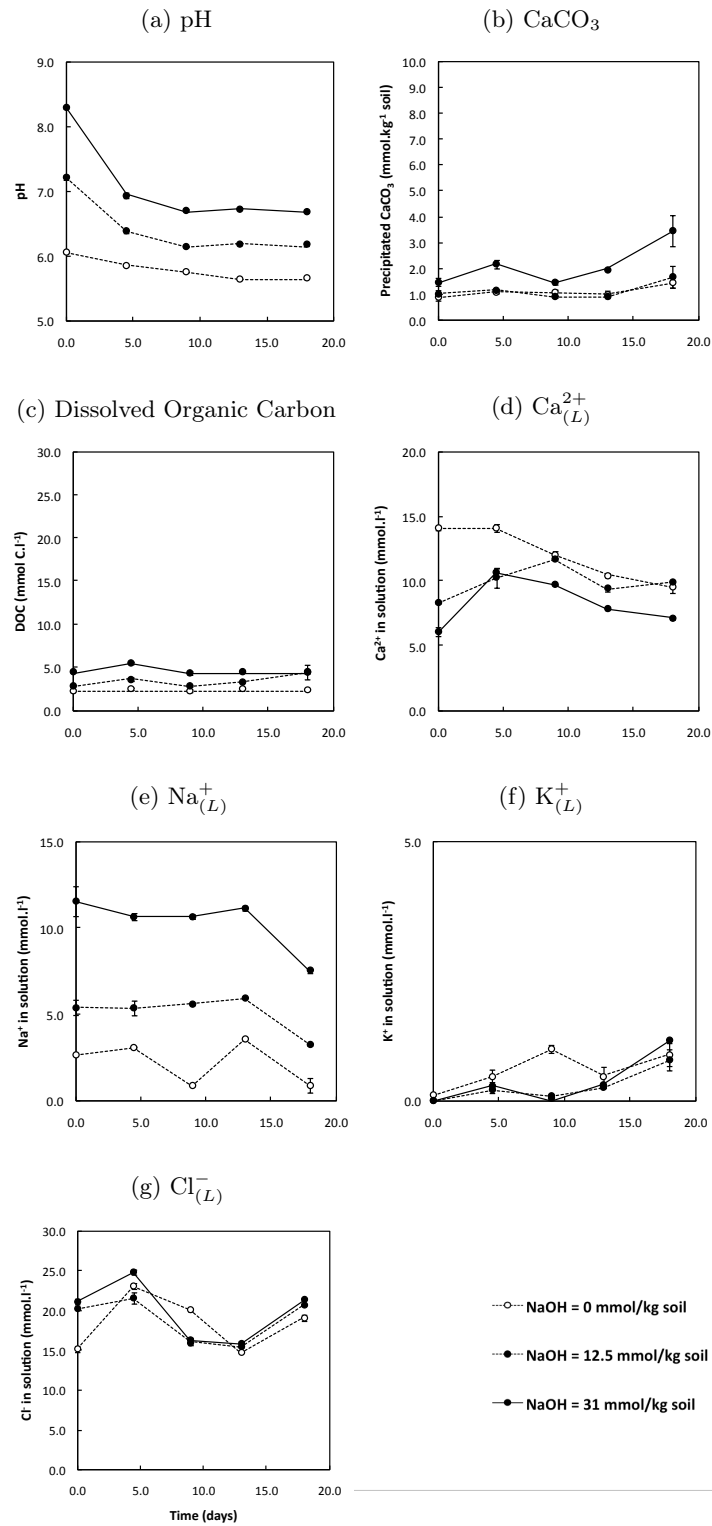 (a) pH
9.0
8.0
7.0
6.0
5.0
pH
0.0 5.0 10.0 15.0 20.0
(b) CaCO₃
10.0
9.0
8.0
7.0
6.0
5.0
4.0
3.0
2.0
1.0
0.0
Precipitated CaCO₃ (mmol.kg⁻¹ soil)
0.0 5.0 10.0 15.0 20.0
(c) Dissolved Organic Carbon
30.0
25.0
20.0
15.0
10.0
5.0
0.0
DOC (mmol C.l⁻¹)
0.0 5.0 10.0 15.0 20.0
(d) Ca²⁺(L)
20.0
15.0
10.0
5.0
0.0
Ca²⁺ in solution (mmol.l⁻¹)
0.0 5.0 10.0 15.0 20.0
(e) Na⁺(L)
15.0
10.0
5.0
0.0
Na⁺ in solution (mmol.l⁻¹)
0.0 5.0 10.0 15.0 20.0
(f) K⁺(L)
5.0
0.0
K⁺ in solution (mmol.l⁻¹)
0.0 5.0 10.0 15.0 20.0
(g) Cl⁻(L)
30.0
25.0
20.0
15.0
10.0
5.0
0.0
Cl⁻ in solution (mmol.l⁻¹)
0.0 5.0 10.0 15.0 20.0
Time (days)
NaOH = 0 mmol/kg soil
NaOH = 12.5 mmol/kg soil
NaOH = 31 mmol/kg soil